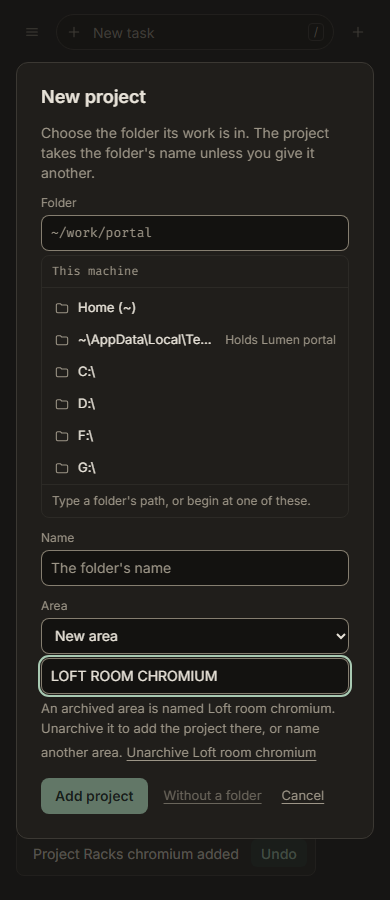 New task /
New project
Choose the folder its work is in. The project
takes the folder's name unless you give it
another.
Folder
~/work/portal
This machine
Home (~)
~\AppData\Local\Te... Holds Lumen portal
C:\
D:\
F:\
G:\
Type a folder's path, or begin at one of these.
Name
The folder's name
Area
New area
LOFT ROOM CHROMIUM
An archived area is named Loft room chromium.
Unarchive it to add the project there, or name
another area. Unarchive Loft room chromium
Add project Without a folder Cancel
Project Racks chromium added Undo